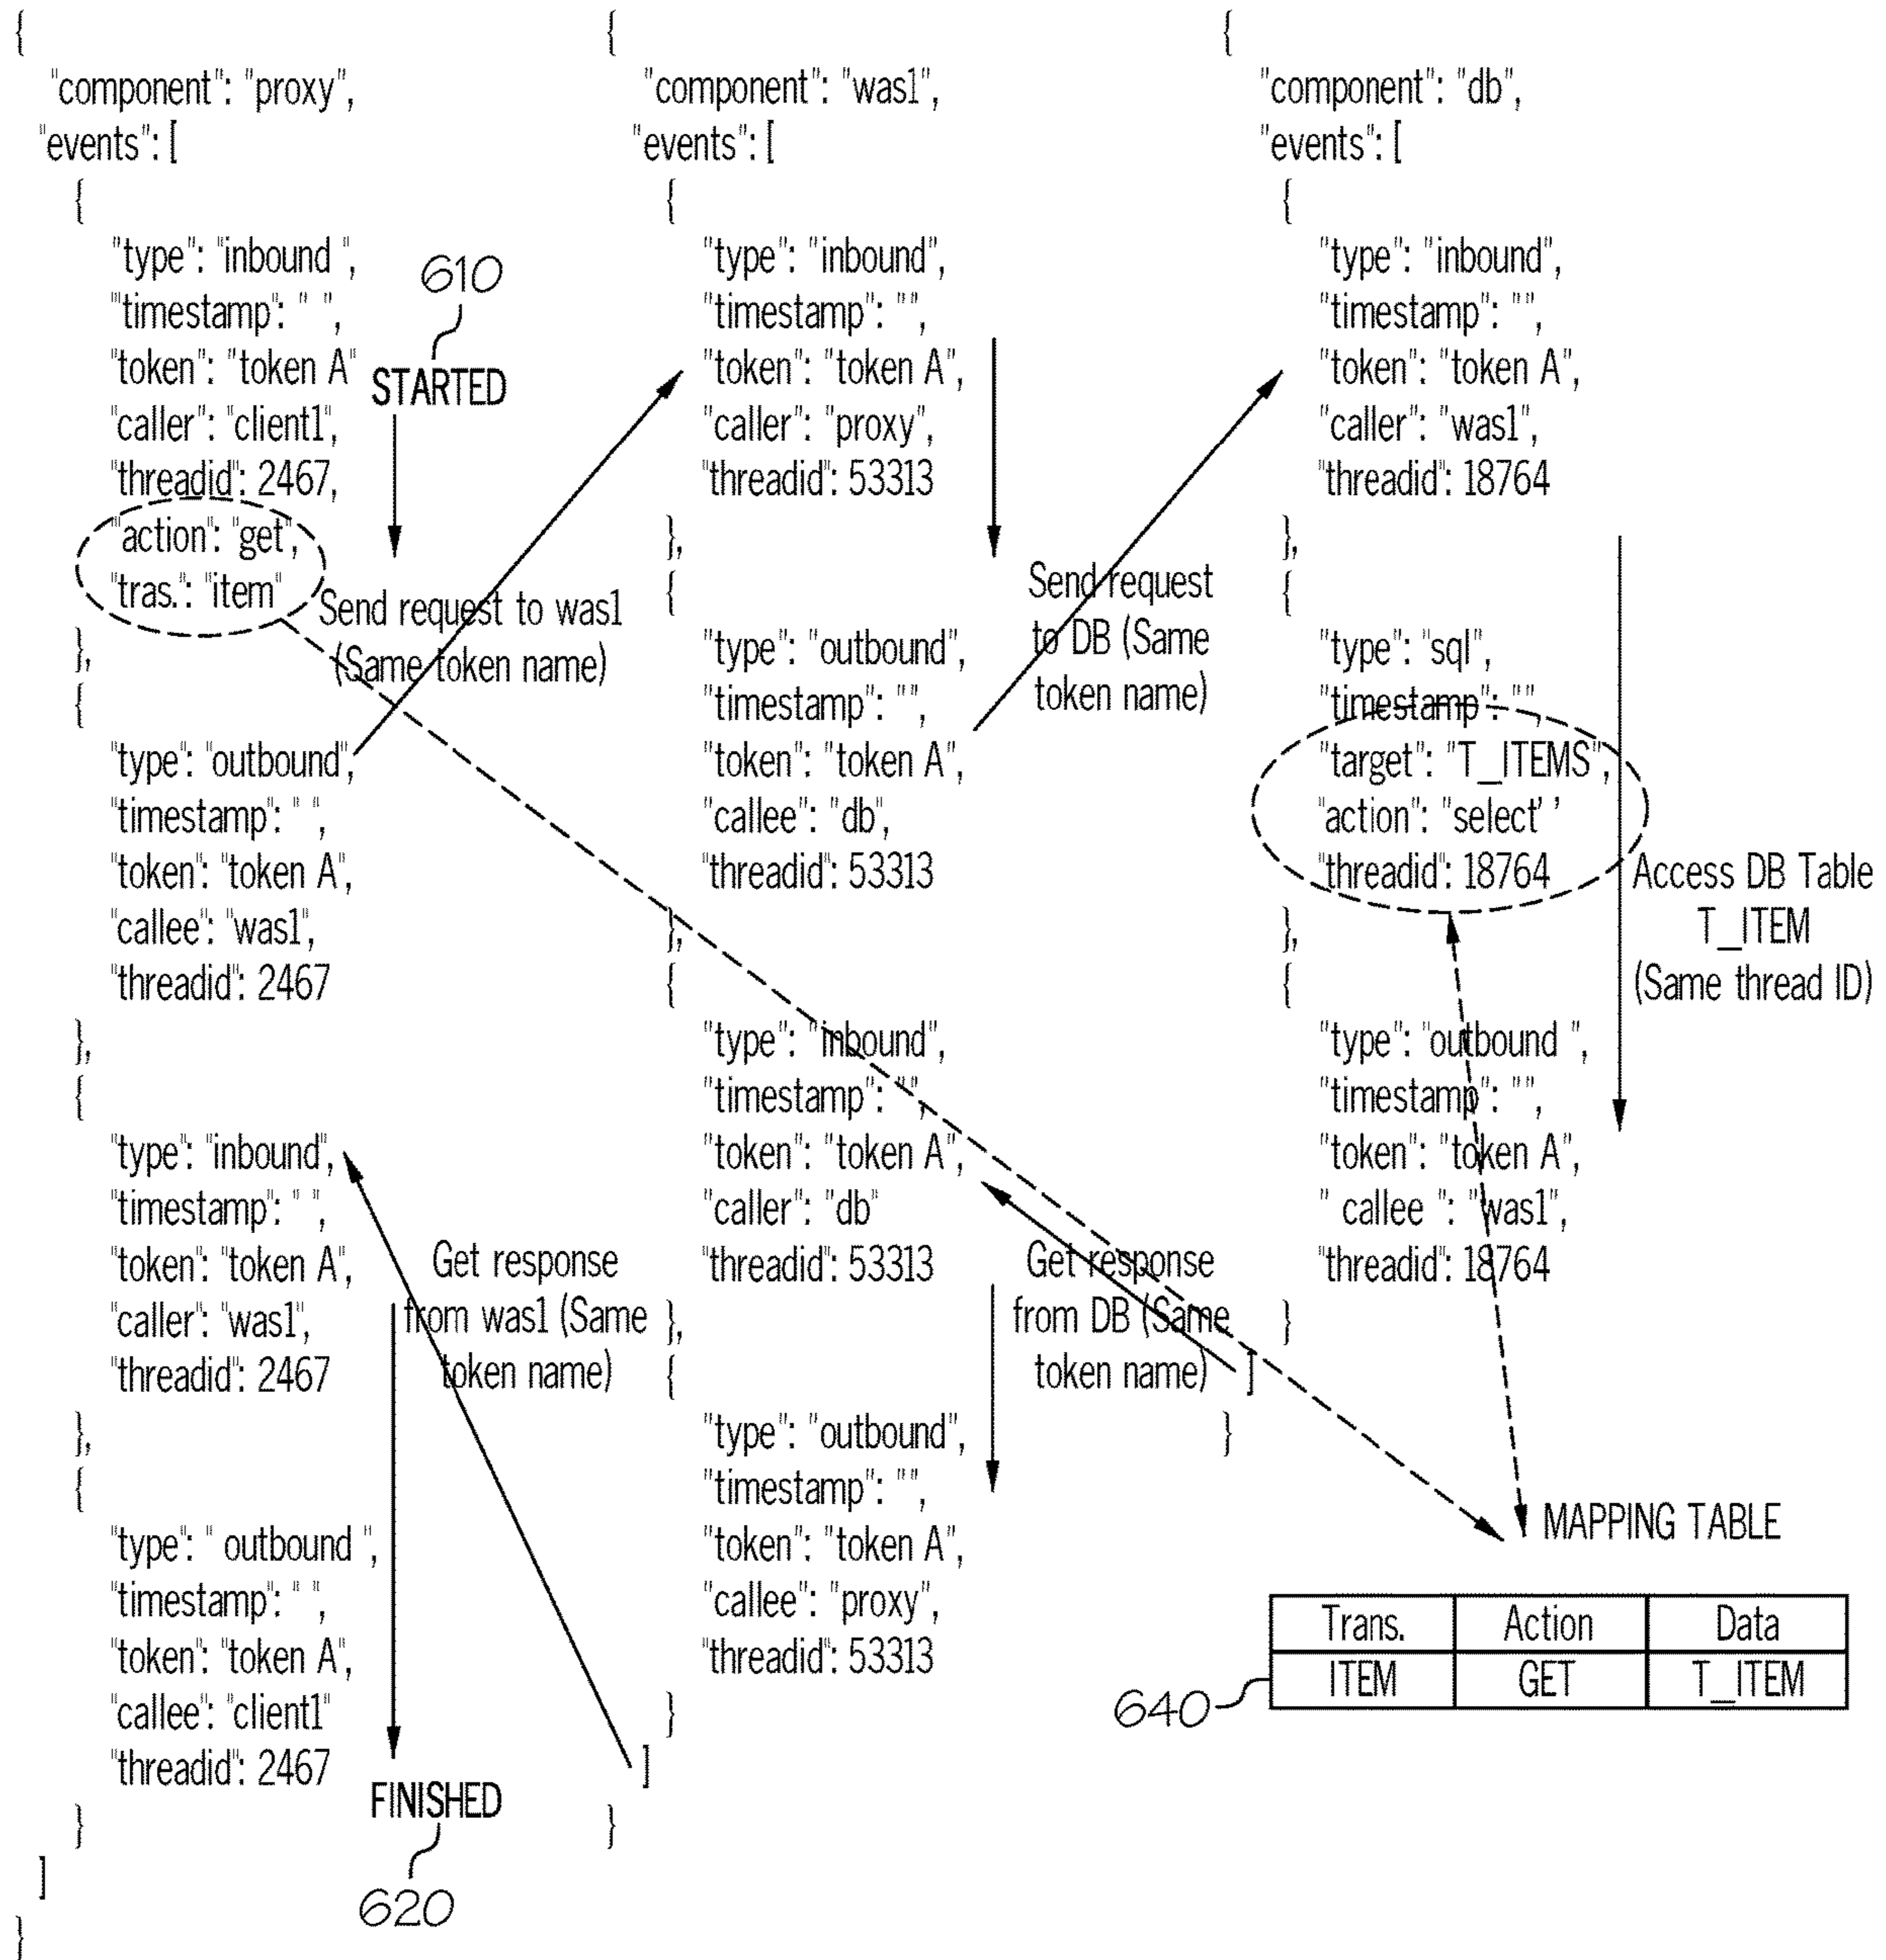 {
"component": "proxy",
"events": [
{
"type": "inbound ",
"timestamp": " ",
"token": "token A"
"caller": "client1",
"threadid": 2467,
"action": "get",
"tras.": "item"
},
{
"type": "outbound",
"timestamp": " ",
"token": "token A",
"callee": "was1",
"threadid": 2467
},
{
"type": "inbound",
"timestamp": " ",
"token": "token A",
"caller": "was1",
"threadid": 2467
},
{
"type": " outbound ",
"timestamp": " ",
"token": "token A",
"callee": "client1"
"threadid": 2467
}
]
}
610
STARTED
Send request to was1
(Same token name)
Get response
from was1 (Same
token name)
FINISHED
620
{
"component": "was1",
"events": [
{
"type": "inbound",
"timestamp": "",
"token": "token A",
"caller": "proxy",
"threadid": 53313
},
{
"type": "outbound",
"timestamp": "",
"token": "token A",
"callee": "db",
"threadid": 53313
},
{
"type": "inbound",
"timestamp": "",
"token": "token A",
"caller": "db"
"threadid": 53313
},
{
"type": "outbound",
"timestamp": "",
"token": "token A",
"callee": "proxy",
"threadid": 53313
}
]
}
Send request
to DB (Same
token name)
Get response
from DB (Same
token name)
{
"component": "db",
"events": [
{
"type": "inbound",
"timestamp": "",
"token": "token A",
"caller": "was1",
"threadid": 18764
},
{
"type": "sql",
"timestamp": "",
"target": "T_ITEMS",
"action": "select' '
"threadid": 18764
},
{
"type": "outbound ",
"timestamp": "",
"token": "token A",
" callee ": "was1",
"threadid": 18764
}
]
}
Access DB Table
T_ITEM
(Same thread ID)
MAPPING TABLE
Trans. Action Data
ITEM GET T_ITEM
640